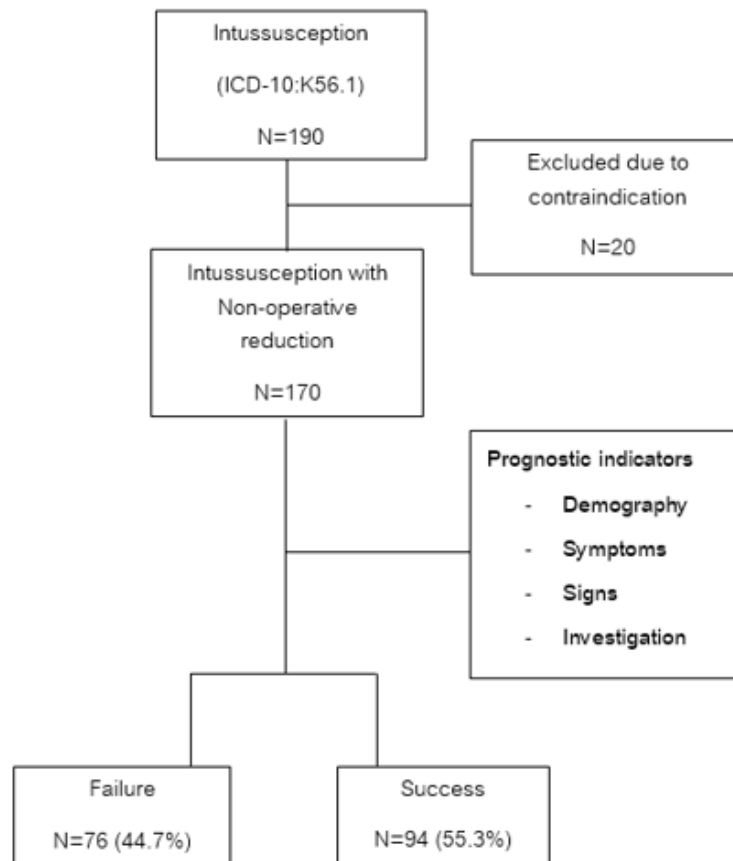 Intussusception
(ICD-10:K56.1)
N=190
Excluded due to
contraindication
N=20
Intussusception with
Non-operative
reduction
N=170
Prognostic indicators
- Demography
- Symptoms
- Signs
- Investigation
Failure
N=76 (44.7%)
Success
N=94 (55.3%)